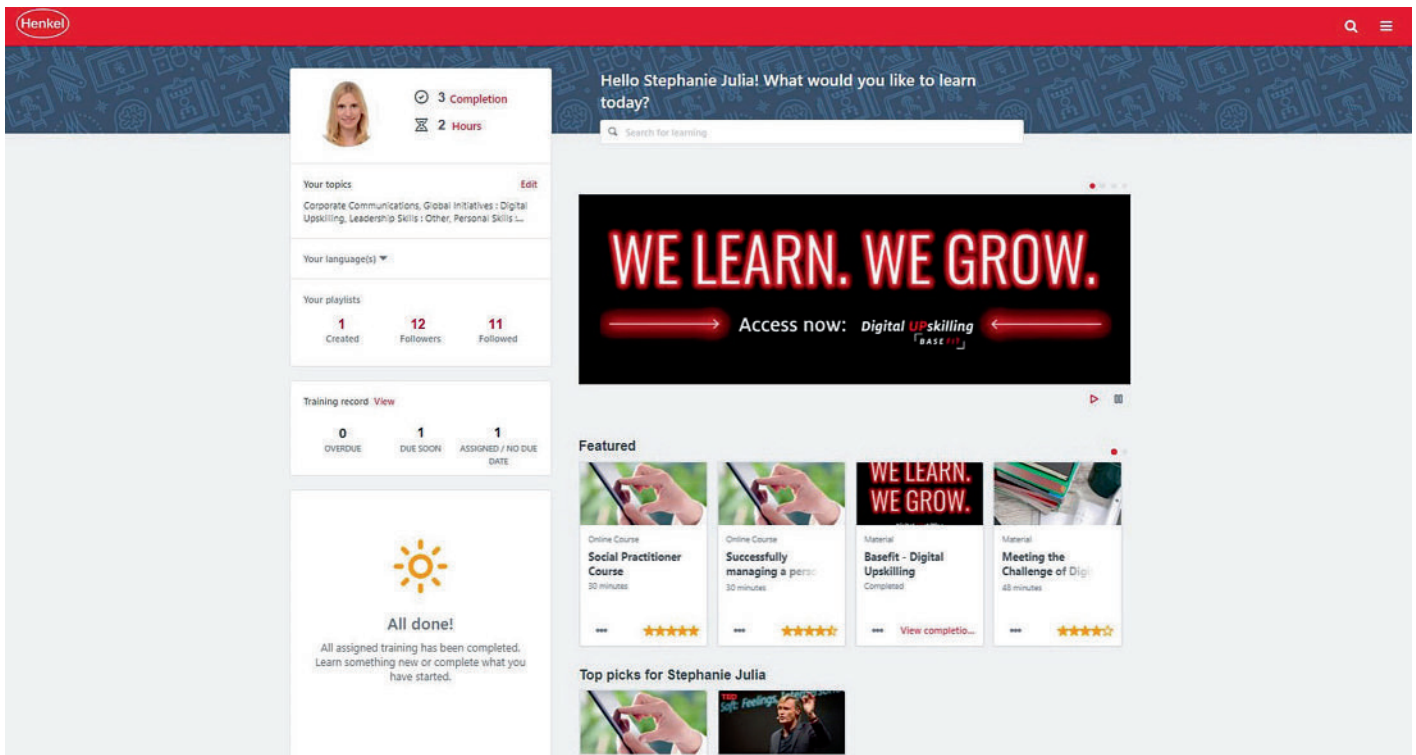 Henkel
3 Completion
2 Hours
Hello Stephanie Julia! What would you like to learn
today?
Search for learning
Your topics Edit
Corporate Communications, Global Initiatives : Digital
Upskilling, Leadership Skills : Other, Personal Skills :...
Your language(s)
Your playlists
1 12 11
Created Followers Followed
Training record View
0 1 1
OVERDUE DUE SOON ASSIGNED / NO DUE
DATE
All done!
All assigned training has been completed.
Learn something new or complete what you
have started.
WE LEARN. WE GROW.
Access now: Digital UPskilling
BASEFIT
Featured
Online Course
Social Practitioner
Course
30 minutes
Online Course
Successfully
managing a perso
30 minutes
WE LEARN.
WE GROW.
Material
Basefit - Digital
Upskilling
Completed
View completio...
Material
Meeting the
Challenge of Digi
48 minutes
Top picks for Stephanie Julia
TED
Soft: Feelings,